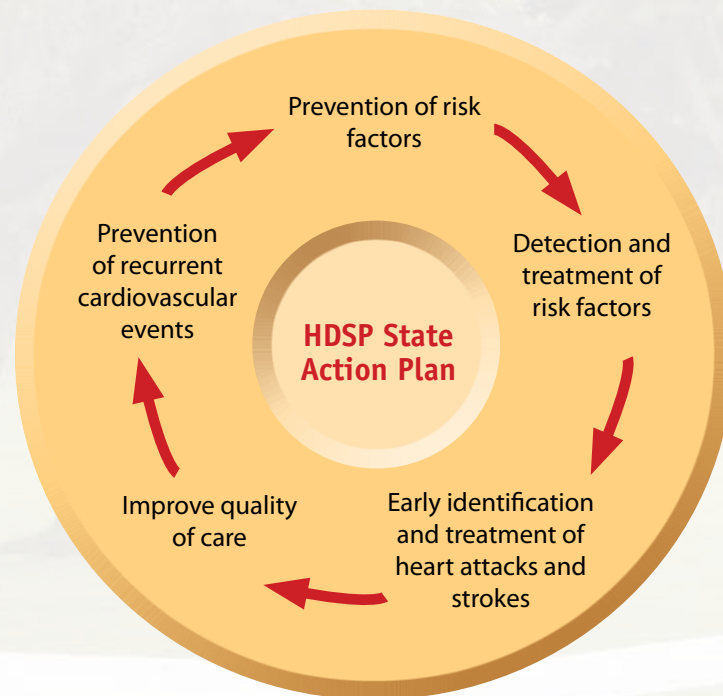 Prevention of risk
factors
Detection and
treatment of
risk factors
Early identification
and treatment of
heart attacks and
strokes
Improve quality
of care
Prevention
of recurrent
cardiovascular
events
HDSP State
Action Plan